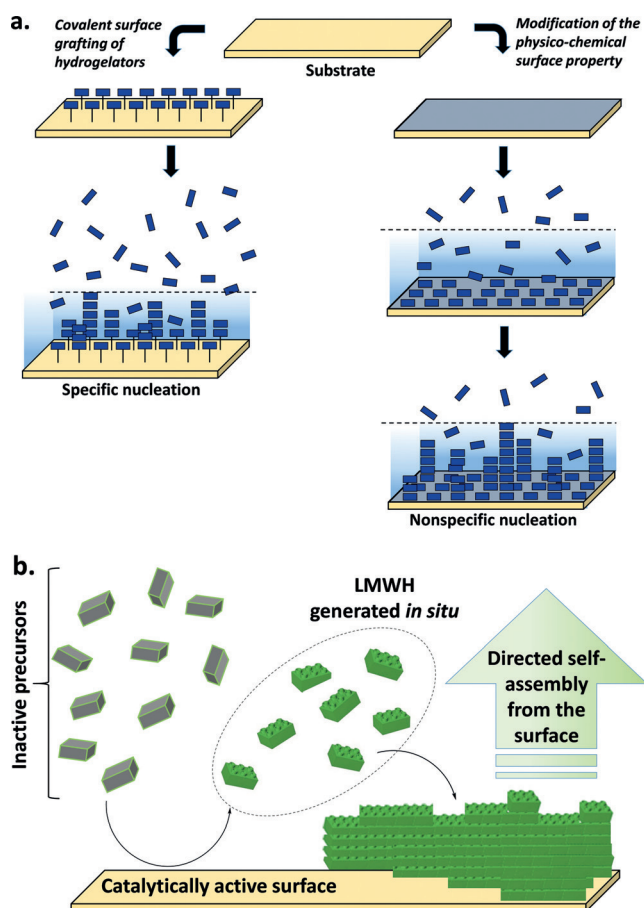 a.
Covalent surface
grafting of
hydrogelators
Substrate
Modification of the
physico-chemical
surface property
Specific nucleation
Nonspecific nucleation
b.
Inactive precursors
LMWH
generated in situ
Directed self-
assembly
from the
surface
Catalytically active surface